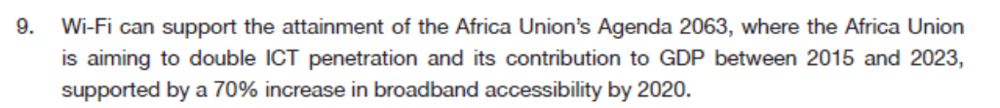 9. Wi-Fi can support the attainment of the Africa Union's Agenda 2063, where the Africa Union
is aiming to double ICT penetration and its contribution to GDP between 2015 and 2023,
supported by a 70% increase in broadband accessibility by 2020.